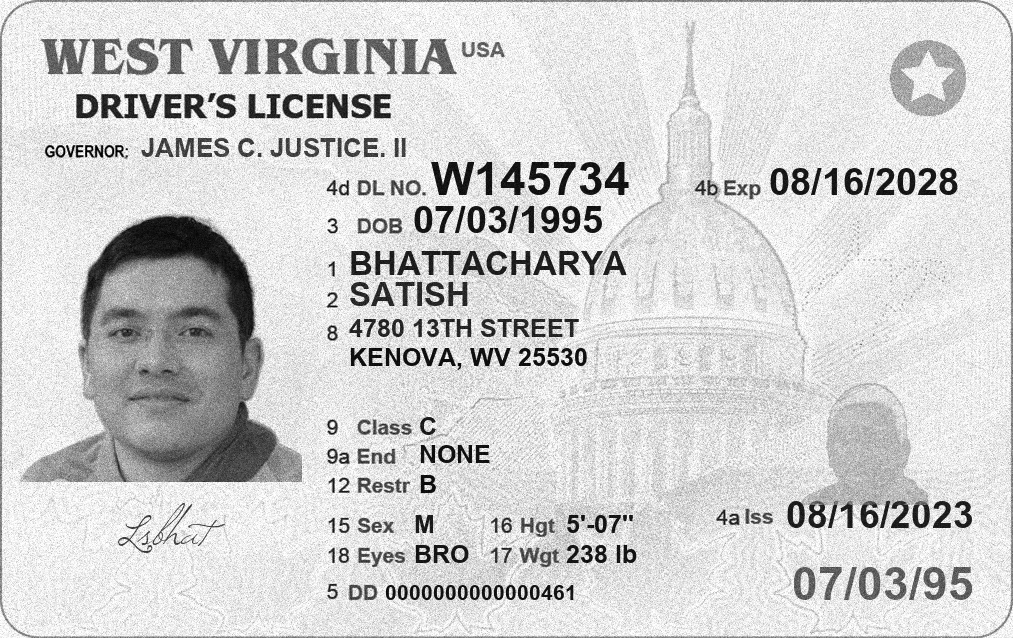 WEST VIRGINIA USA
DRIVER'S LICENSE
GOVERNOR: JAMES C. JUSTICE. II
4d DL NO. W145734 4b Exp 08/16/2028
3 DOB 07/03/1995
1 BHATTACHARYA
2 SATISH
8 4780 13TH STREET
KENOVA, WV 25530
9 Class C
9a End NONE
12 Restr B
15 Sex M 16 Hgt 5'-07"
18 Eyes BRO 17 Wgt 238 lb
4a Iss 08/16/2023
5 DD 0000000000000461
07/03/95
Lsbhat